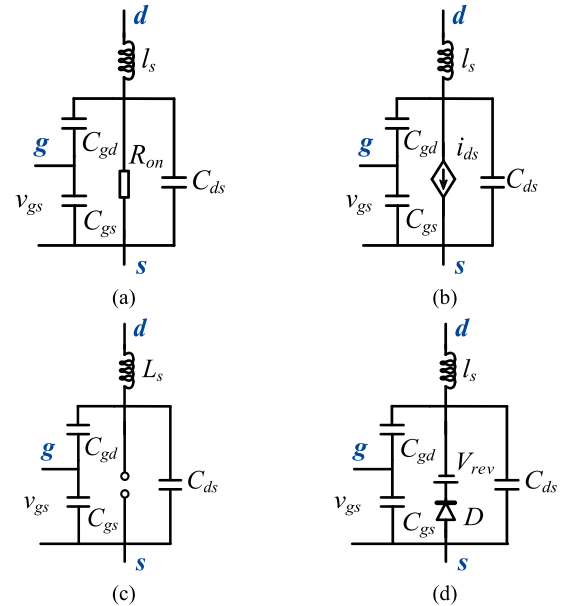 d
d
l_s
l_s
C_gd
C_gd
g
g
R_on
i_ds
v_gs
C_ds
v_gs
C_ds
C_gs
C_gs
s
s
(a)
(b)
d
d
L_s
l_s
C_gd
C_gd
g
g
V_rev
v_gs
C_ds
v_gs
C_ds
C_gs
C_gs
D
s
s
(c)
(d)